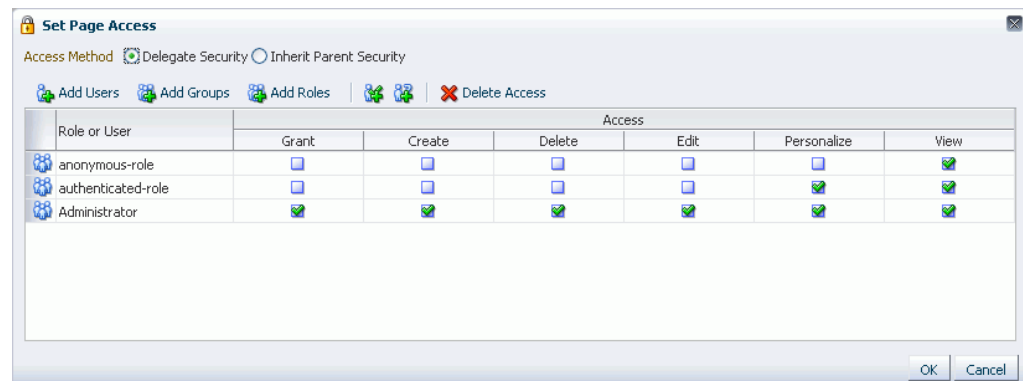 Set Page Access
Access Method Delegate Security Inherit Parent Security
Add Users Add Groups Add Roles Delete Access
Role or User Access
Grant Create Delete Edit Personalize View
anonymous-role
authenticated-role
Administrator
OK Cancel